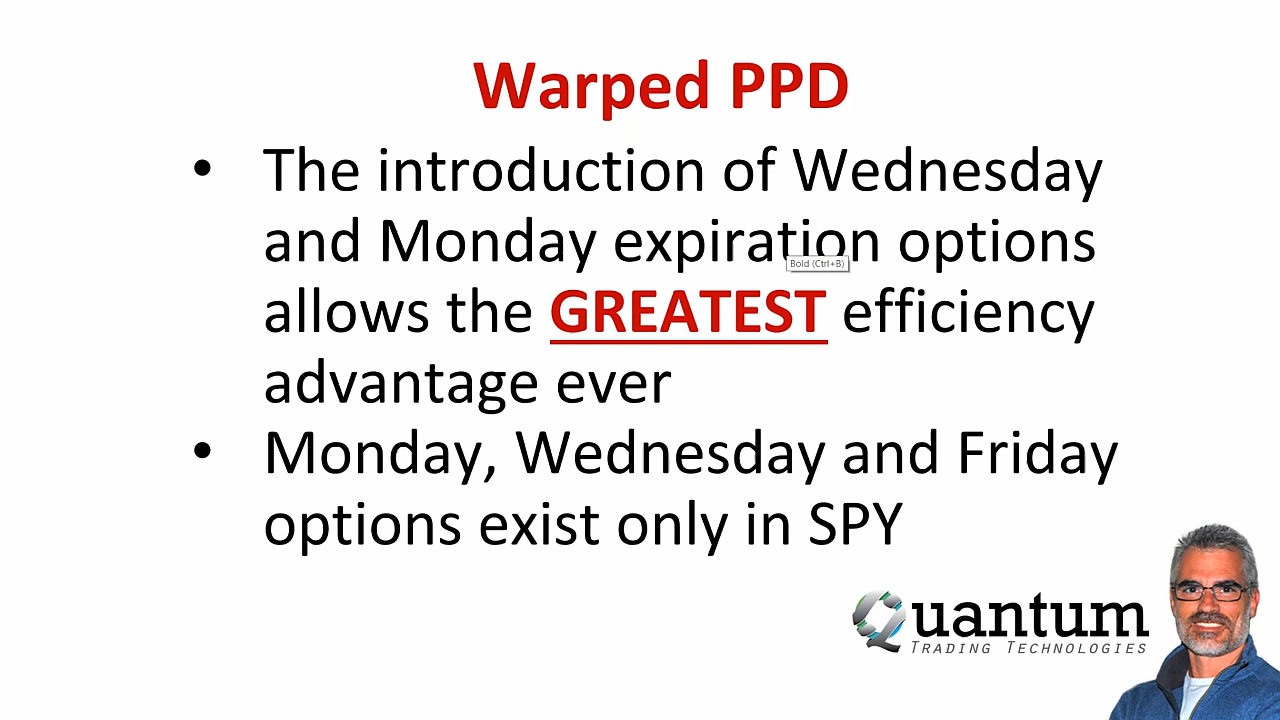 Warped PPD
• The introduction of Wednesday
and Monday expiration options
Bold (Ctrl+B)
allows the GREATEST efficiency
advantage ever
• Monday, Wednesday and Friday
options exist only in SPY
Quantum
TRADING TECHNOLOGIES